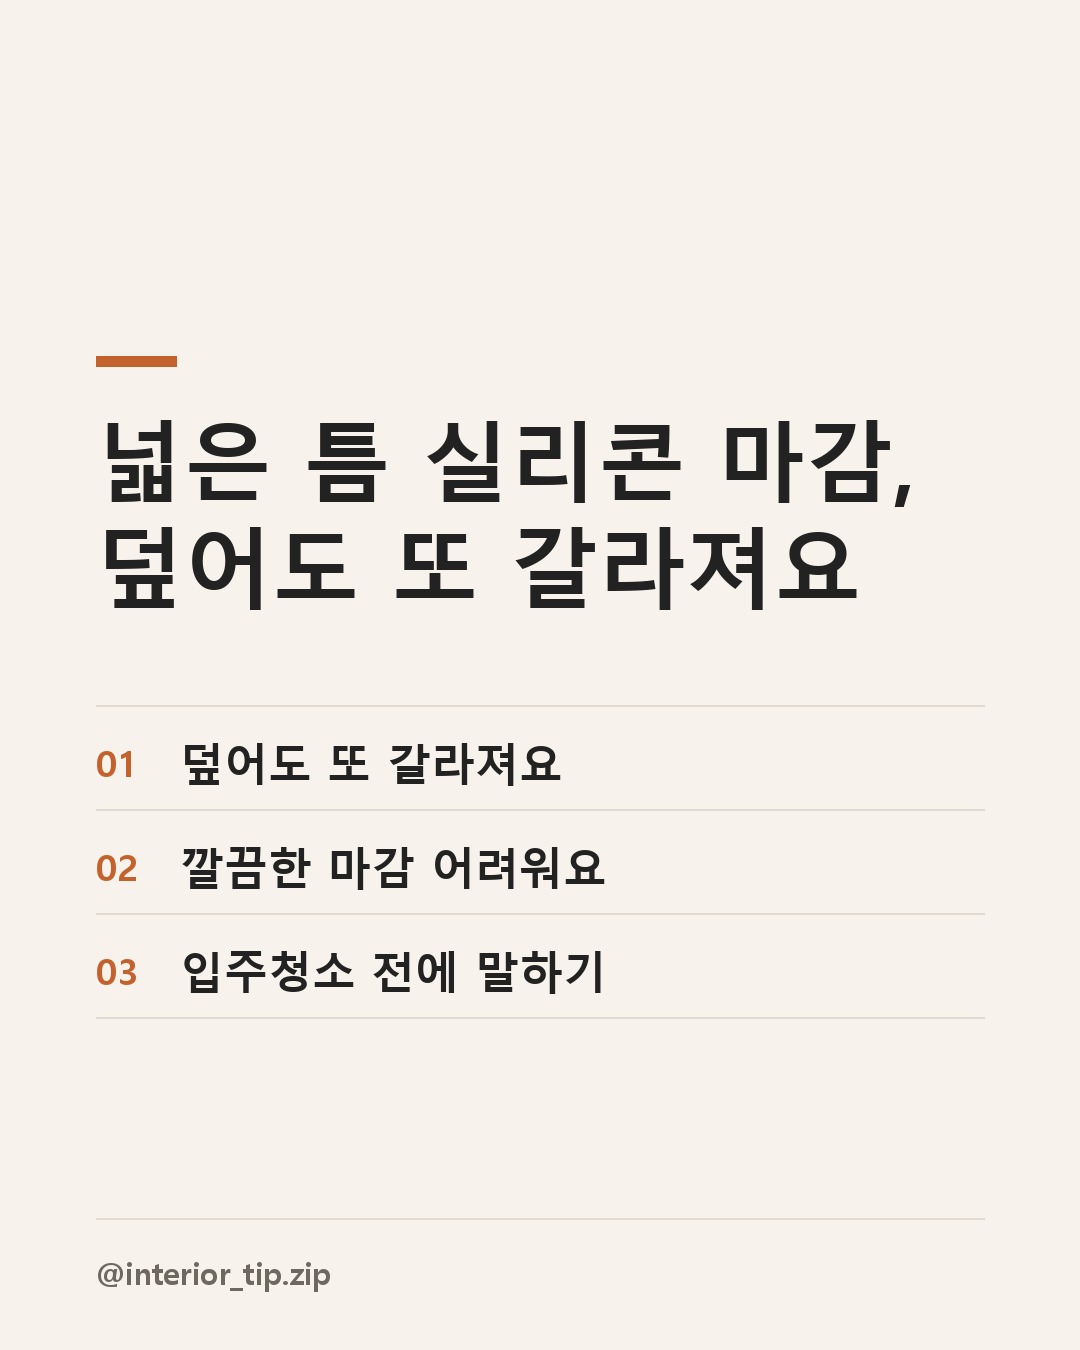 넓은 틈 실리콘 마감,
덮어도 또 갈라져요
01 덮어도 또 갈라져요
02 깔끔한 마감 어려워요
03 입주청소 전에 말하기
@interior_tip.zip